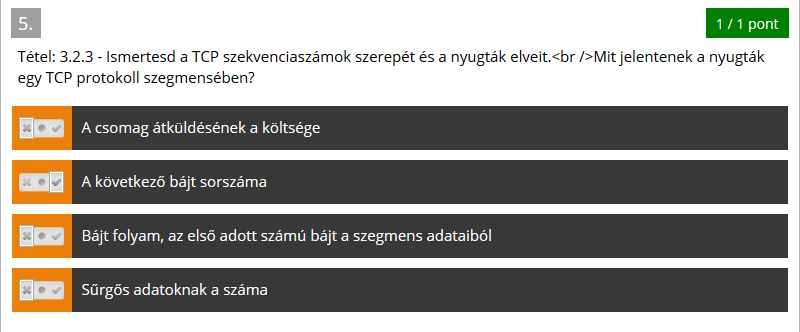 5.
1 / 1 pont
Tétel: 3.2.3 - Ismertesd a TCP szekvenciaszámok szerepét és a nyugták elveit.<br />Mit jelentenek a nyugták
egy TCP protokoll szegmensében?
A csomag átküldésének a költsége
A következő bájt sorszáma
Bájt folyam, az első adott számú bájt a szegmens adataiból
Sűrgős adatoknak a száma